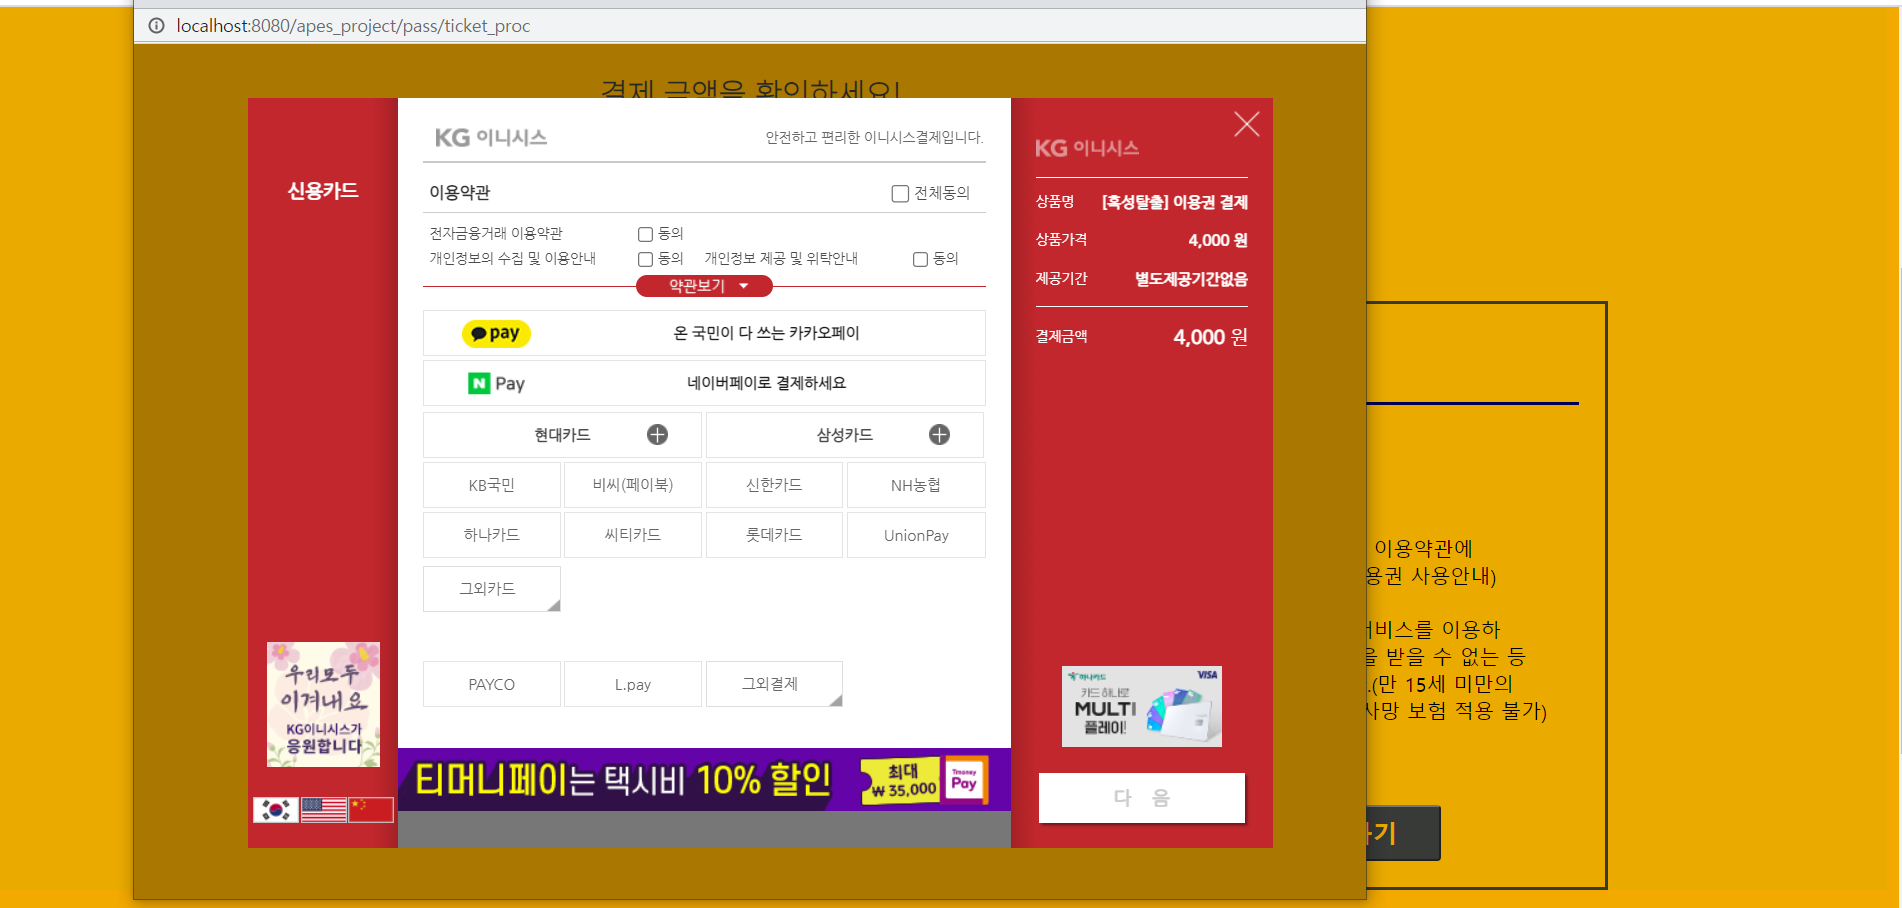 localhost:8080/apes_project/pass/ticket_proc
결제 금액을 확인하세요!
신용카드
KG 이니시스
안전하고 편리한 이니시스결제입니다.
이용약관
전체동의
전자금융거래 이용약관
동의
개인정보의 수집 및 이용안내
동의
개인정보 제공 및 위탁안내
동의
약관보기
pay
온 국민이 다 쓰는 카카오페이
N Pay
네이버페이로 결제하세요
현대카드
삼성카드
KB국민
비씨(페이북)
신한카드
NH농협
하나카드
씨티카드
롯데카드
UnionPay
그외카드
PAYCO
L.pay
그외결제
우리모두
이겨내요
KG이니시스가
응원합니다
티머니페이는 택시비 10% 할인
최대
₩ 35,000
Tmoney
Pay
KG 이니시스
상품명
[혹성탈출] 이용권 결제
상품가격
4,000 원
제공기간
별도제공기간없음
결제금액
4,000 원
하나카드
VISA
카드 하나로
MULTI
플레이!
다 음
이용약관에
용권 사용안내)
비스를 이용하
을 받을 수 없는 등
.(만 15세 미만의
사망 보험 적용 불가)
기